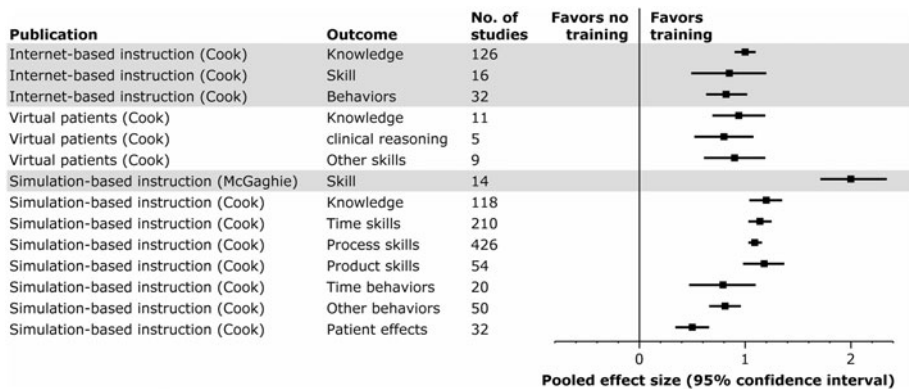 No. of Favors no Favors
Publication Outcome studies training training
Internet-based instruction (Cook) Knowledge 126
Internet-based instruction (Cook) Skill 16
Internet-based instruction (Cook) Behaviors 32
Virtual patients (Cook) Knowledge 11
Virtual patients (Cook) clinical reasoning 5
Virtual patients (Cook) Other skills 9
Simulation-based instruction (McGaghie) Skill 14
Simulation-based instruction (Cook) Knowledge 118
Simulation-based instruction (Cook) Time skills 210
Simulation-based instruction (Cook) Process skills 426
Simulation-based instruction (Cook) Product skills 54
Simulation-based instruction (Cook) Time behaviors 20
Simulation-based instruction (Cook) Other behaviors 50
Simulation-based instruction (Cook) Patient effects 32
0 1 2
Pooled effect size (95% confidence interval)